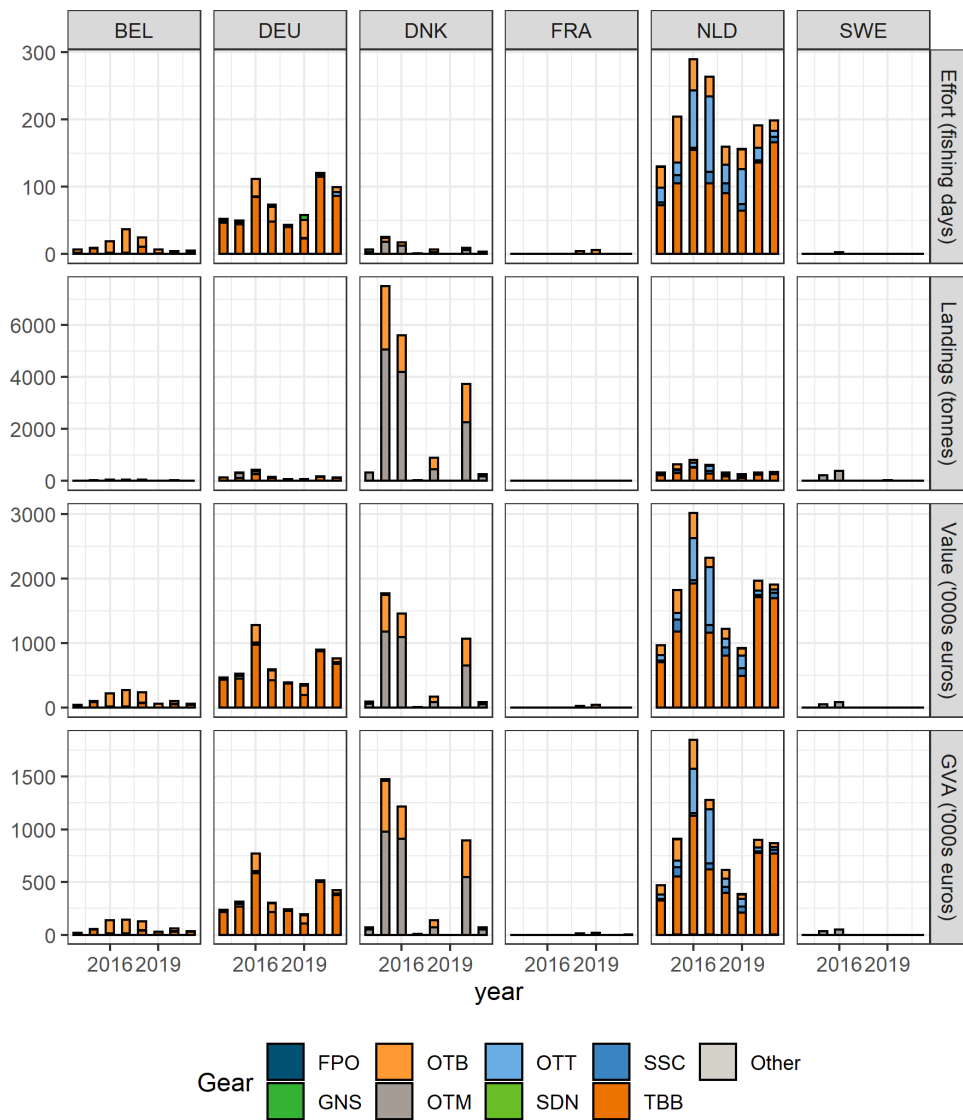 BEL DEU DNK FRA NLD SWE
300
200
100
0
Effort (fishing days)
6000
4000
2000
0
Landings (tonnes)
3000
2000
1000
0
Value ('000s euros)
1500
1000
500
0
GVA ('000s euros)
2016 2019 2016 2019 2016 2019 2016 2019 2016 2019 2016 2019
year
Gear
FPO OTB OTT SSC Other
GNS OTM SDN TBB